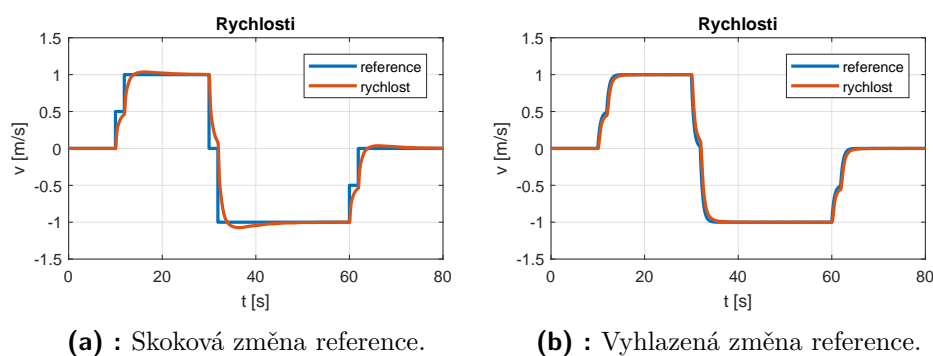 Rychlosti
1.5
1
0.5
0
-0.5
-1
-1.5
v [m/s]
reference
rychlost
0 20 40 60 80
t [s]
(a) : Skoková změna reference.
Rychlosti
1.5
1
0.5
0
-0.5
-1
-1.5
v [m/s]
reference
rychlost
0 20 40 60 80
t [s]
(b) : Vyhlazená změna reference.